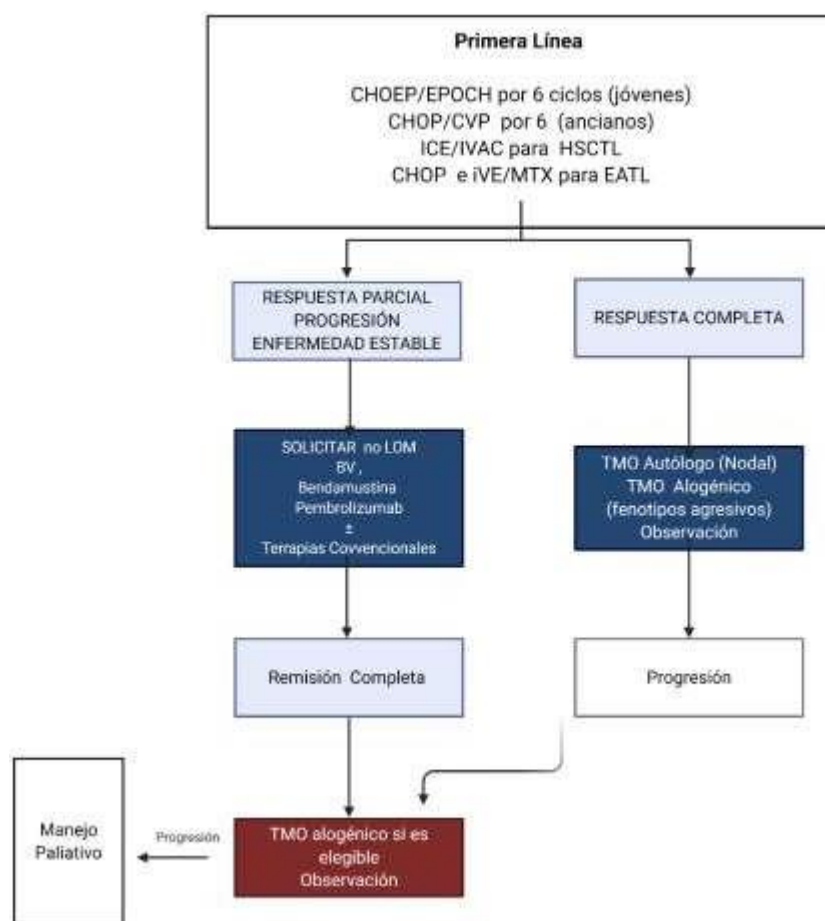 Primera Línea
CHOEP/EPOCH por 6 ciclos (jóvenes)
CHOP/CVP por 6 (ancianos)
ICE/IVAC para HSCTL
CHOP e iVE/MTX para EATL
RESPUESTA PARCIAL
PROGRESIÓN
ENFERMEDAD ESTABLE
RESPUESTA COMPLETA
SOLICITAR no LOM
BV ,
Bendamustina
Pembrolizumab
±
Terrapias Covvencionales
TMO Autólogo (Nodal)
TMO Alogénico
(fenotipos agresivos)
Observación
Remisión Completa
Progresión
Manejo
Paliativo
Progresión
TMO alogénico si es
elegible
Observación